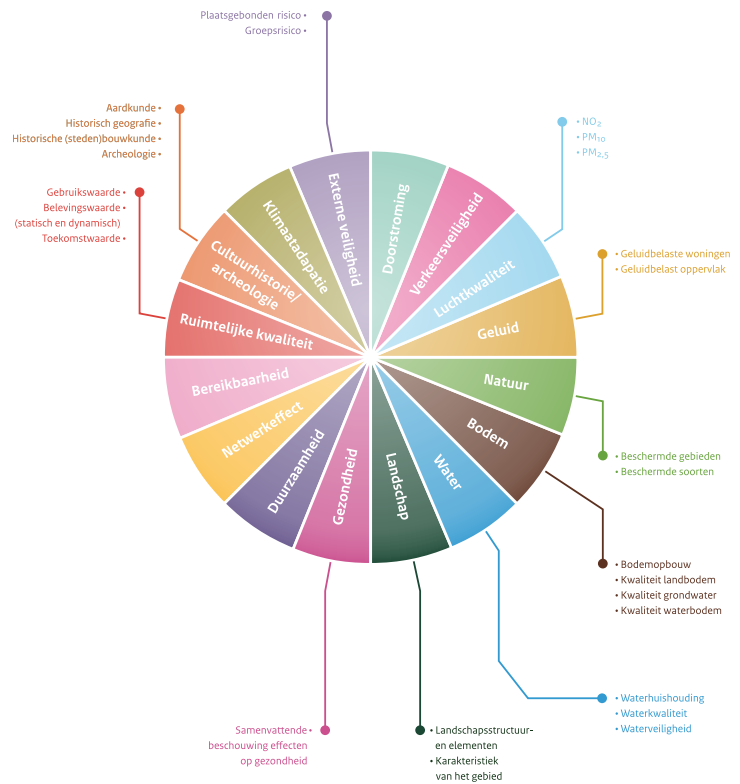 Plaatsgebonden risico •
Groepsrisico •
Aardkunde •
Historisch geografie •
Historische (steden)bouwkunde •
Archeologie •
Gebruikswaarde •
Belevingswaarde •
(statisch en dynamisch)
Toekomstwaarde •
• NO₂
• PM₁₀
• PM₂,₅
• Geluidbelaste woningen
• Geluidbelast oppervlak
Doorstroming
Verkeersveiligheid
Luchtkwaliteit
Geluid
Natuur
Bodem
Water
Landschap
Gezondheid
Duurzaamheid
Netwerkeffect
Bereikbaarheid
Ruimtelijke kwaliteit
Cultuurhistorie/
archeologie
Klimaatadapatie
Externe veiligheid
• Beschermde gebieden
• Beschermde soorten
• Bodemopbouw
• Kwaliteit landbodem
• Kwaliteit grondwater
• Kwaliteit waterbodem
• Waterhuishouding
• Waterkwaliteit
• Waterveiligheid
Samenvattende •
beschouwing effecten
op gezondheid
• Landschapsstructuur-
en elementen
• Karakteristiek
van het gebied